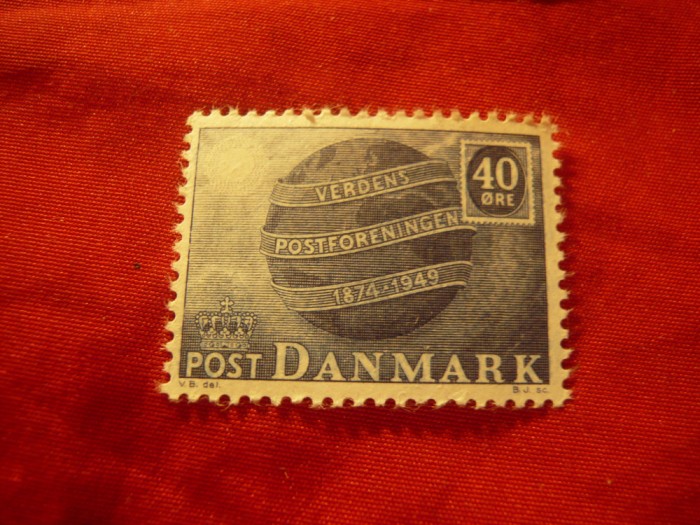 VERDENS
40
ØRE
POSTFORENINGEN
1874-1949
POST DANMARK
V. B. del. B. J. sc.